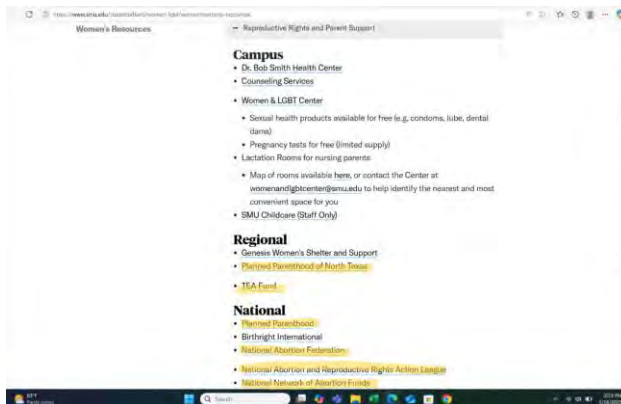 Women's Resources
– Reproductive Rights and Parent Support
Campus
• Dr. Bob Smith Health Center
• Counseling Services
• Women & LGBT Center
• Sexual health products available for free (e.g. condoms, lube, dental
dams)
• Pregnancy tests for free (limited supply)
• Lactation Rooms for nursing parents
• Map of rooms available here, or contact the Center at
womenandlgbtcenter@smu.edu to help identify the nearest and most
convenient space for you
• SMU Childcare (Staff Only)
Regional
• Genesis Women's Shelter and Support
• Planned Parenthood of North Texas
• TEA Fund
National
• Planned Parenthood
• Birthright International
• National Abortion Federation
• National Abortion and Reproductive Rights Action League
• National Network of Abortion Funds
Search